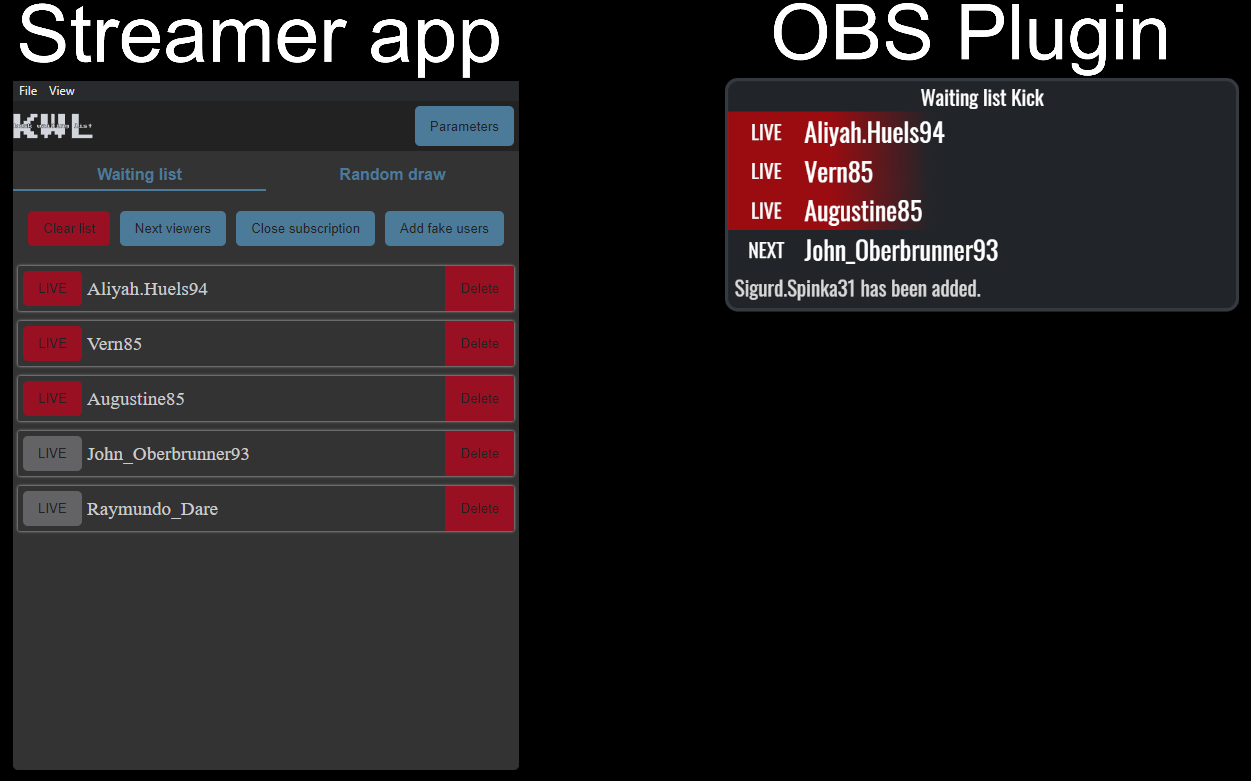 Streamer app
File View
KWL
Parameters
Waiting list
Random draw
Clear list
Next viewers
Close subscription
Add fake users
LIVE Aliyah.Huels94 Delete
LIVE Vern85 Delete
LIVE Augustine85 Delete
LIVE John_Oberbrunner93 Delete
LIVE Raymundo_Dare Delete
OBS Plugin
Waiting list Kick
LIVE Aliyah.Huels94
LIVE Vern85
LIVE Augustine85
NEXT John_Oberbrunner93
Sigurd.Spinka31 has been added.